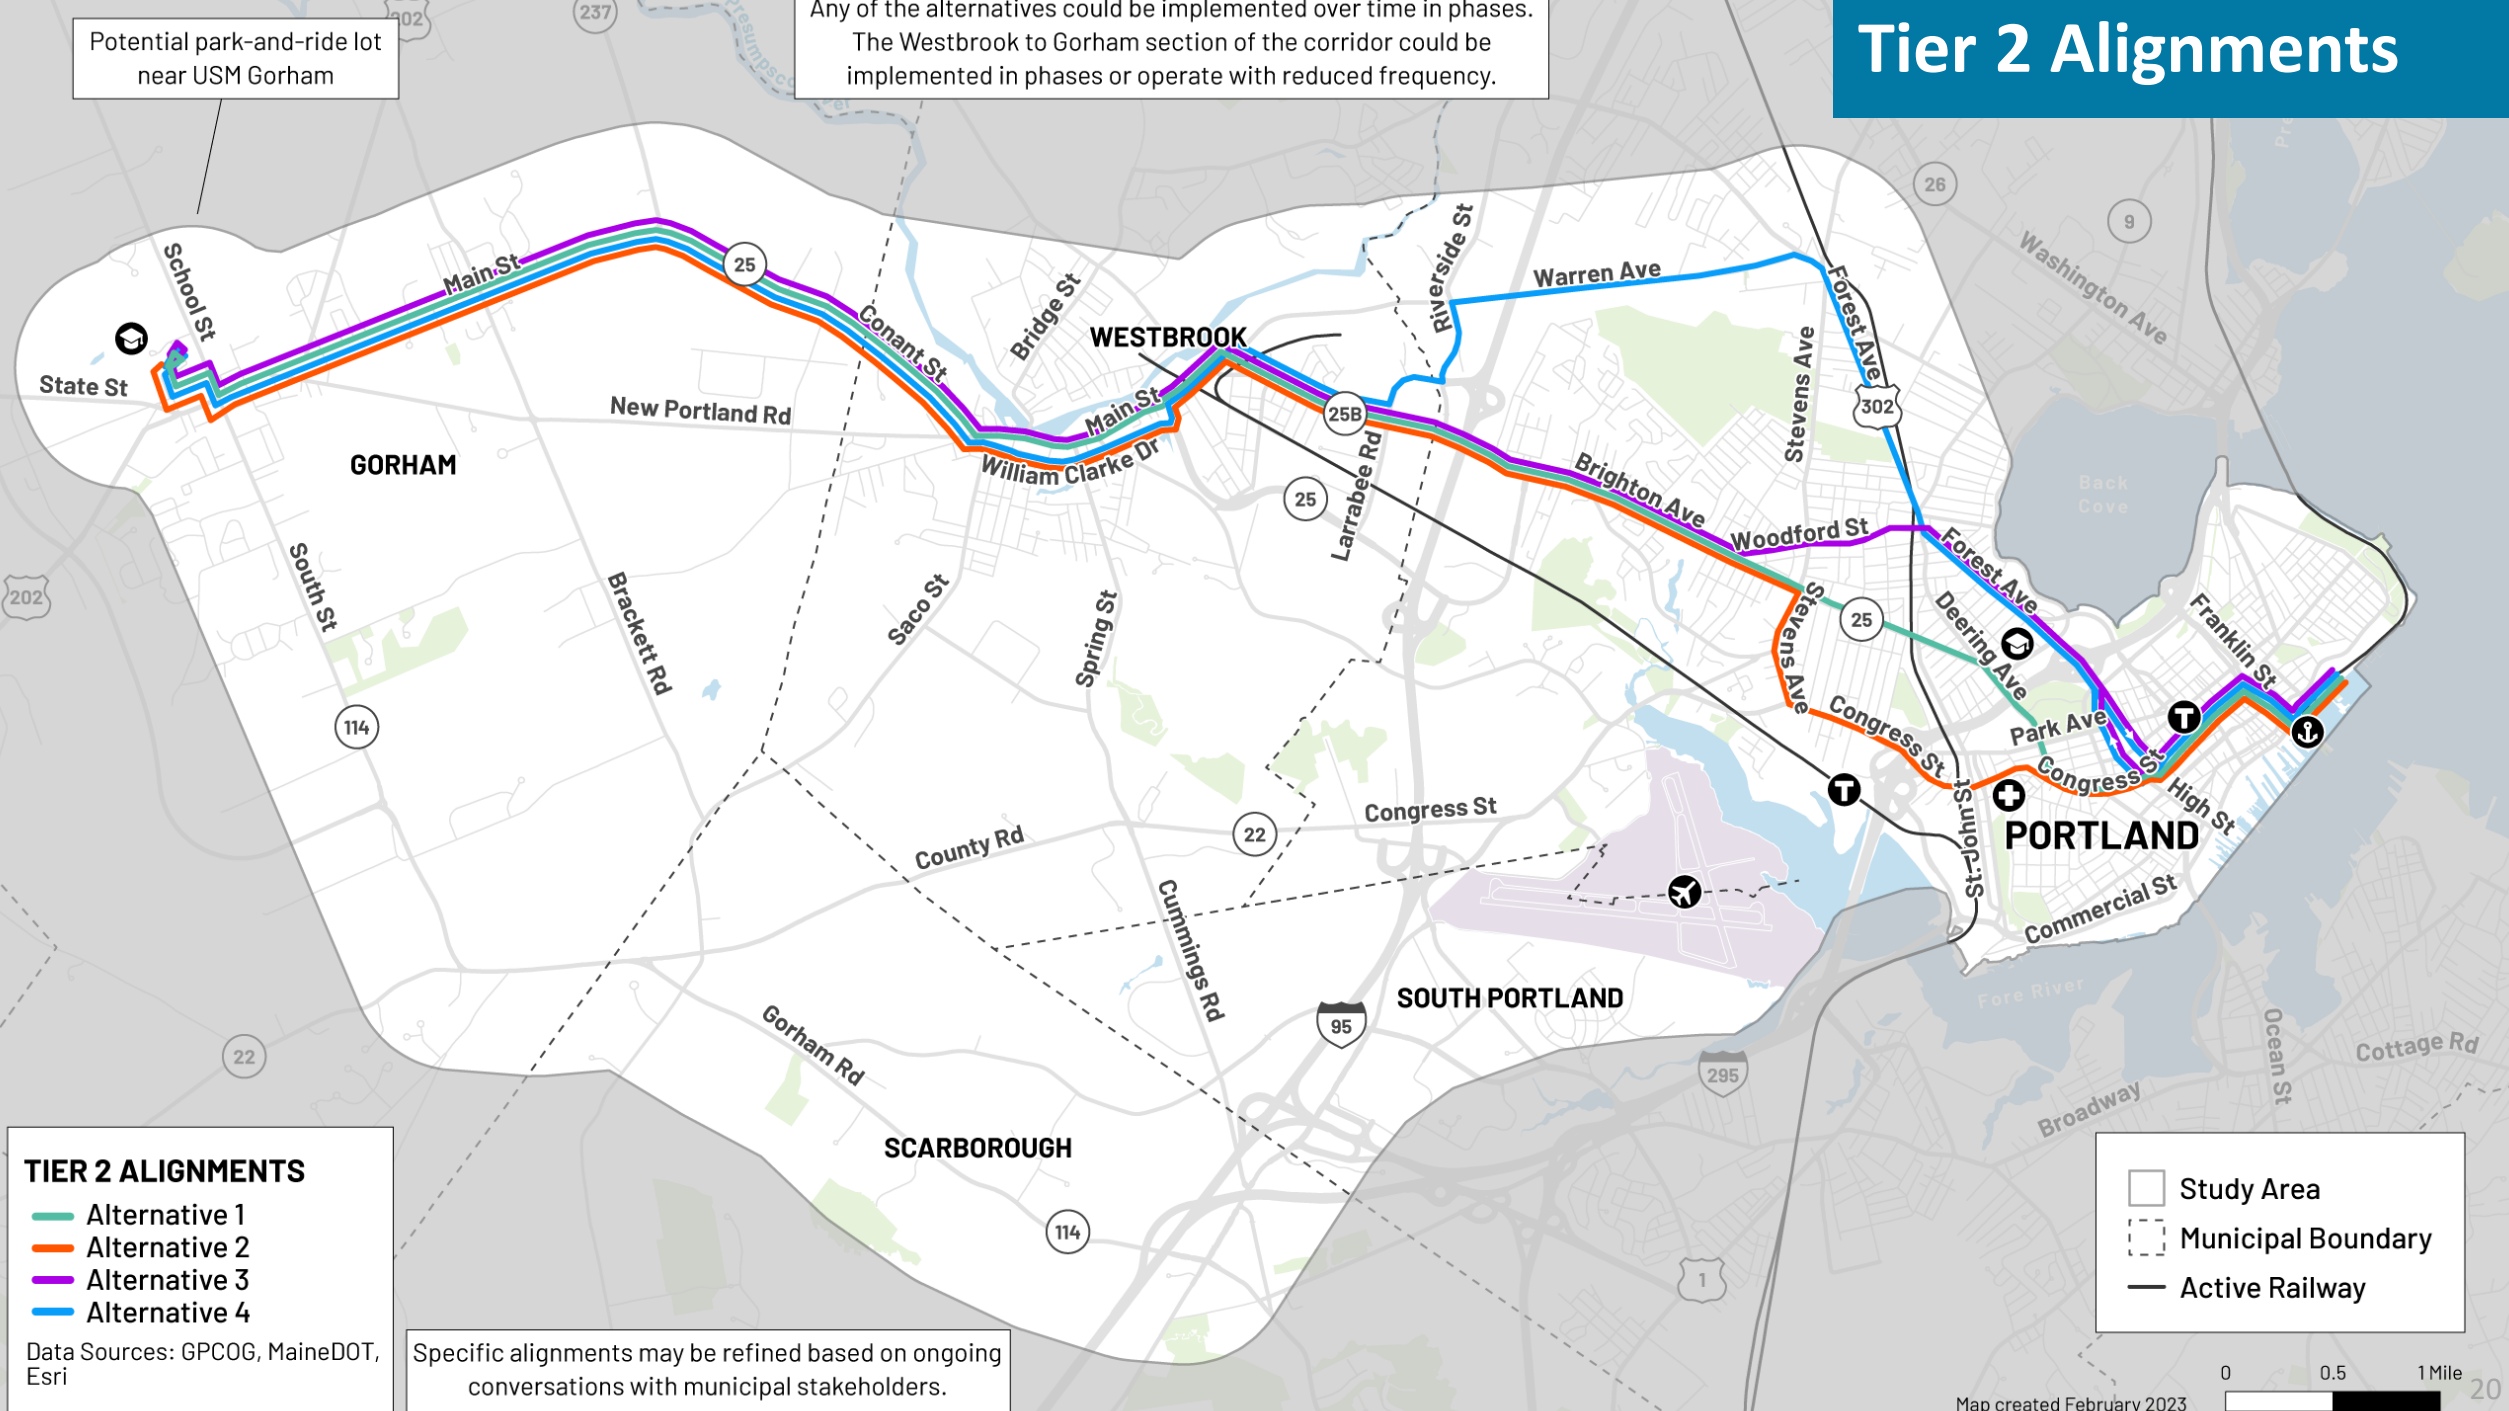 Tier 2 Alignments
Potential park-and-ride lot
near USM Gorham
Any of the alternatives could be implemented over time in phases.
The Westbrook to Gorham section of the corridor could be
implemented in phases or operate with reduced frequency.
202
237
26
9
Washington Ave
School St
Main St
25
Conant St
Bridge St
WESTBROOK
Riverside St
Warren Ave
Forest Ave
302
Stevens Ave
State St
New Portland Rd
GORHAM
Main St
William Clarke Dr
25B
25
Larrabee Rd
Brighton Ave
Woodford St
Forest Ave
Back
Cove
202
South St
Brackett Rd
Saco St
Spring St
Stevens Ave
25
Deering Ave
Franklin St
Park Ave
T
Congress St
Congress St
High St
St John St
114
T
PORTLAND
County Rd
22
Congress St
Commercial St
Cummings Rd
SOUTH PORTLAND
95
Fore River
Ocean St
Cottage Rd
Broadway
295
22
Gorham Rd
SCARBOROUGH
114
1
TIER 2 ALIGNMENTS
Alternative 1
Alternative 2
Alternative 3
Alternative 4
Data Sources: GPCOG, MaineDOT,
Esri
Specific alignments may be refined based on ongoing
conversations with municipal stakeholders.
Study Area
Municipal Boundary
Active Railway
0 0.5 1 Mile
Map created February 2023
20